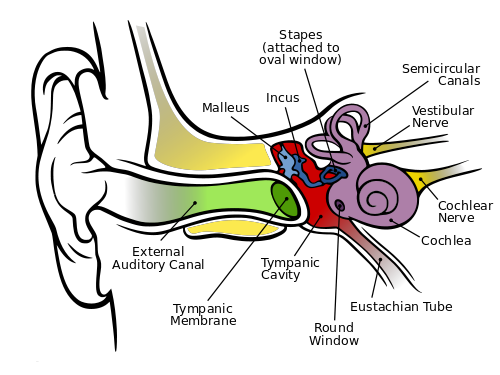 Stapes
(attached to
oval window)
Semicircular
Canals
Incus
Malleus
Vestibular
Nerve
Cochlear
Nerve
Cochlea
External
Auditory Canal
Tympanic
Cavity
Eustachian Tube
Tympanic
Membrane
Round
Window